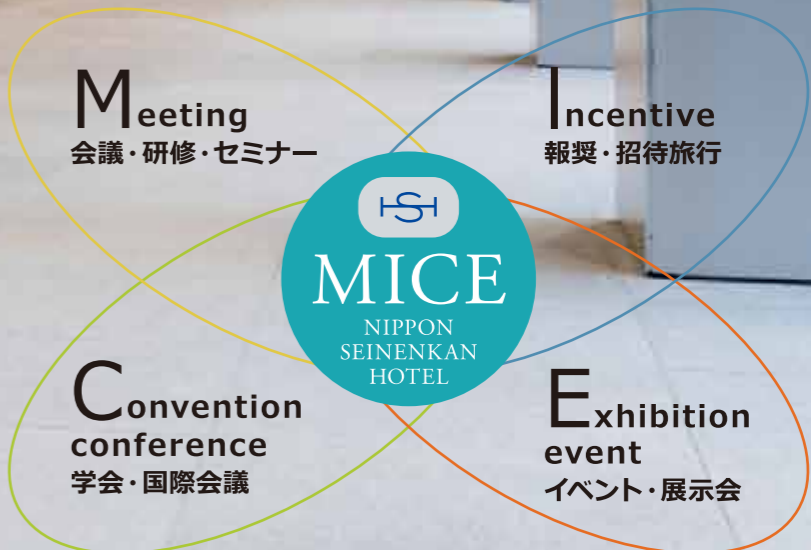 Meeting
会議・研修・セミナー
Incentive
報奨・招待旅行
HSH
MICE
NIPPON
SEINENKAN
HOTEL
Convention
conference
学会・国際会議
Exhibition
event
イベント・展示会